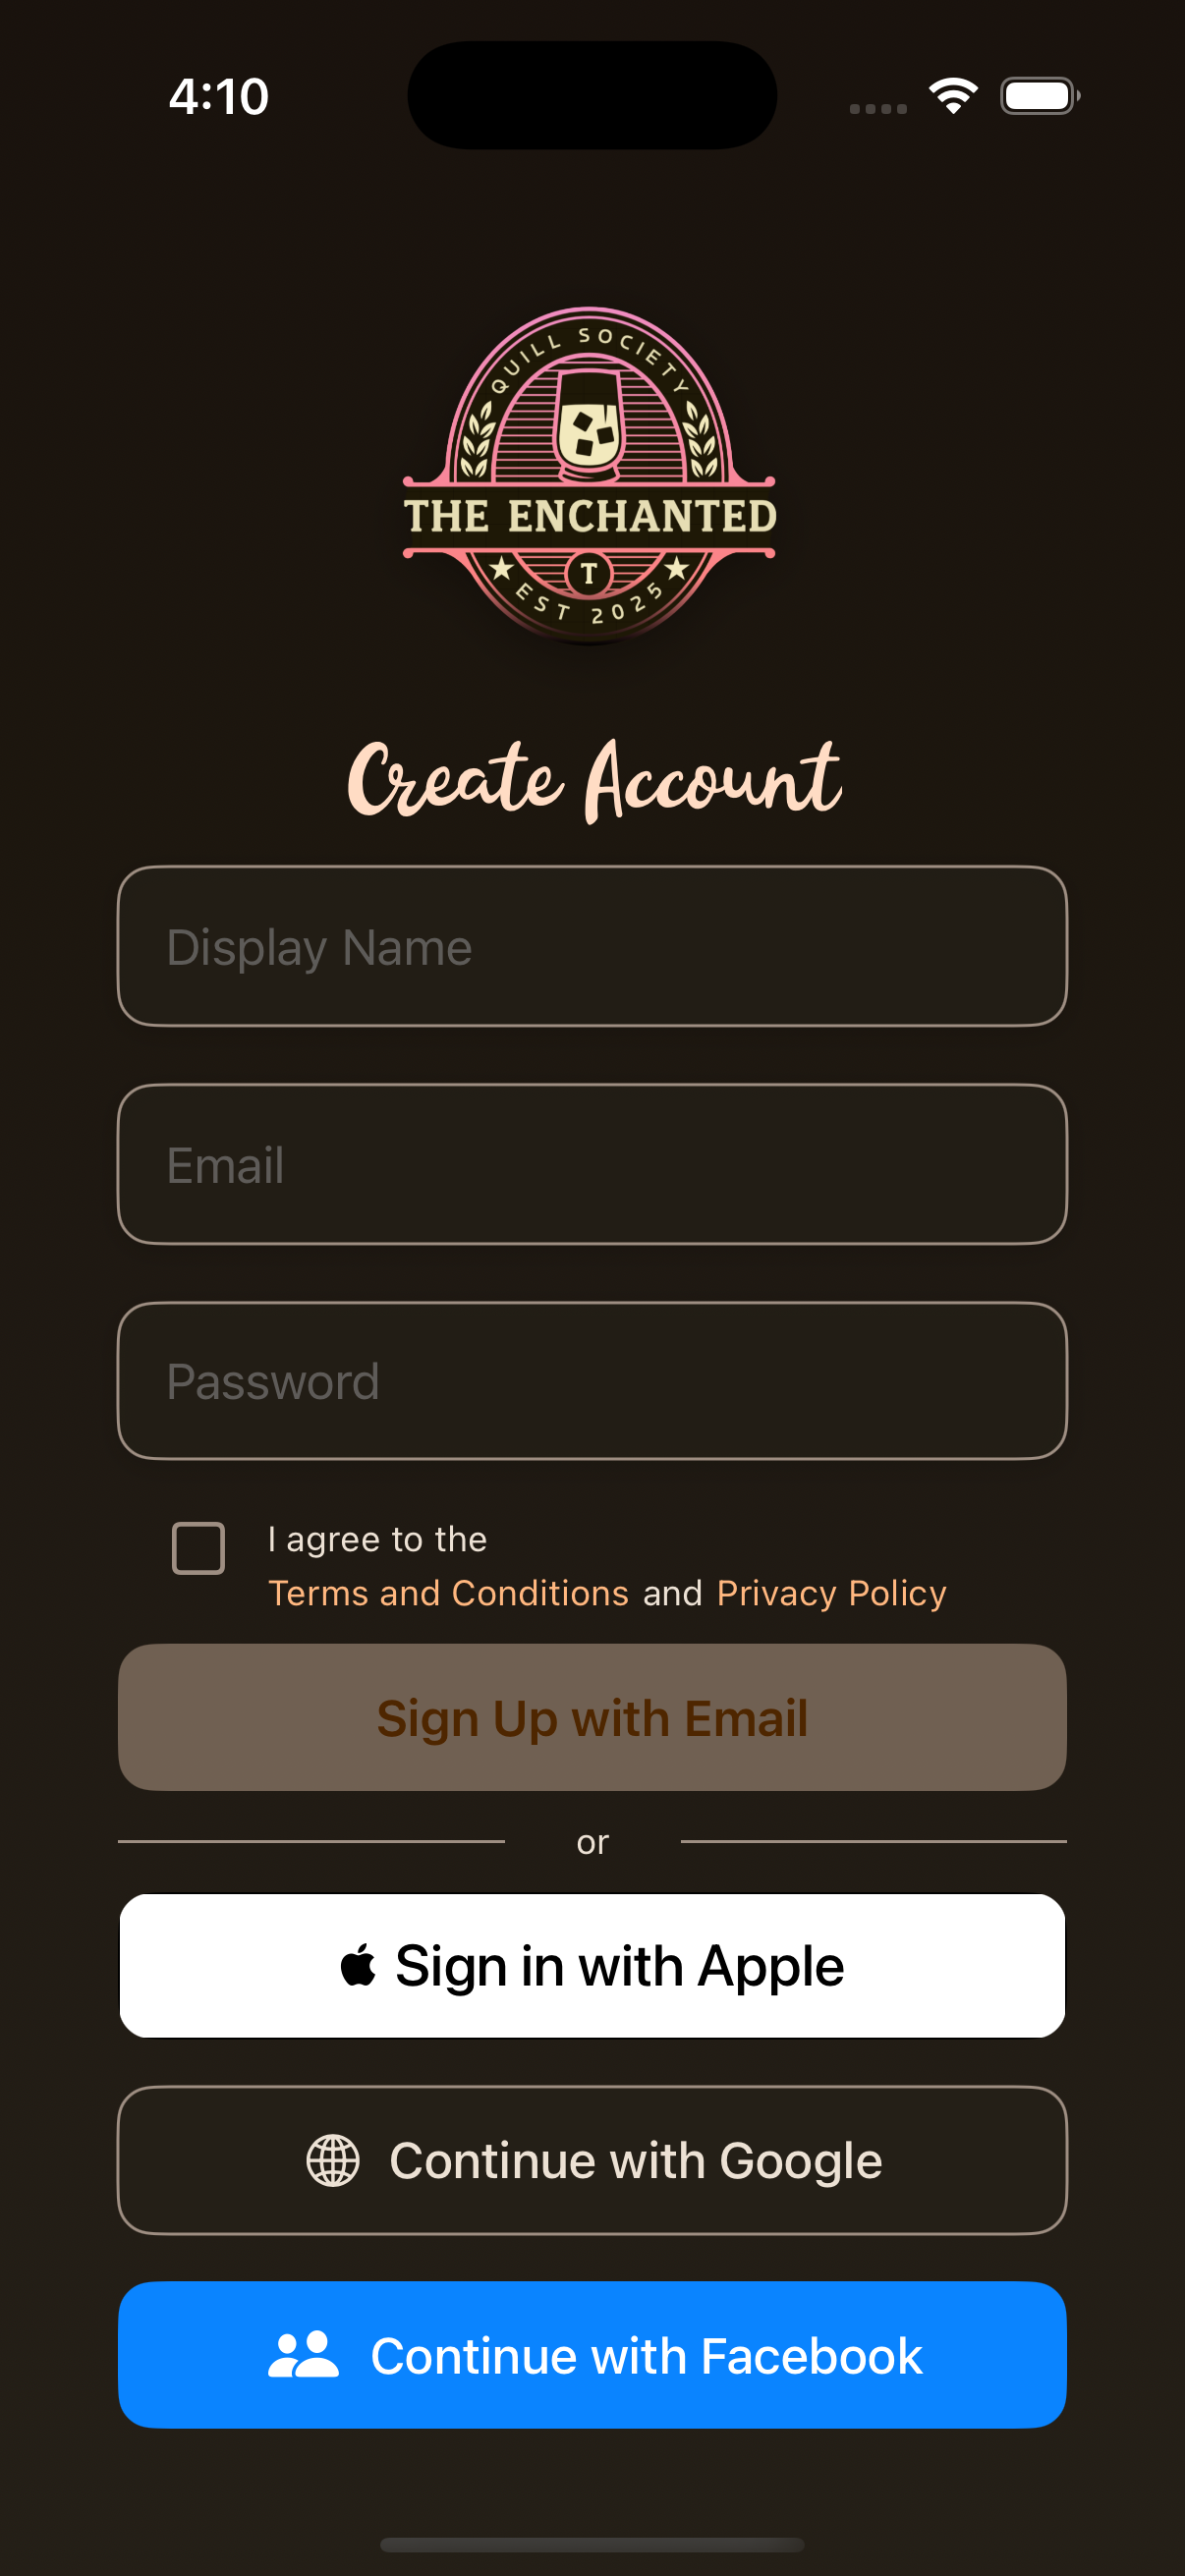 4:10
QUILL SOCIETY
THE ENCHANTED
T
EST 2025
Create Account
Display Name
Email
Password
I agree to the
Terms and Conditions and Privacy Policy
Sign Up with Email
or
Sign in with Apple
Continue with Google
Continue with Facebook